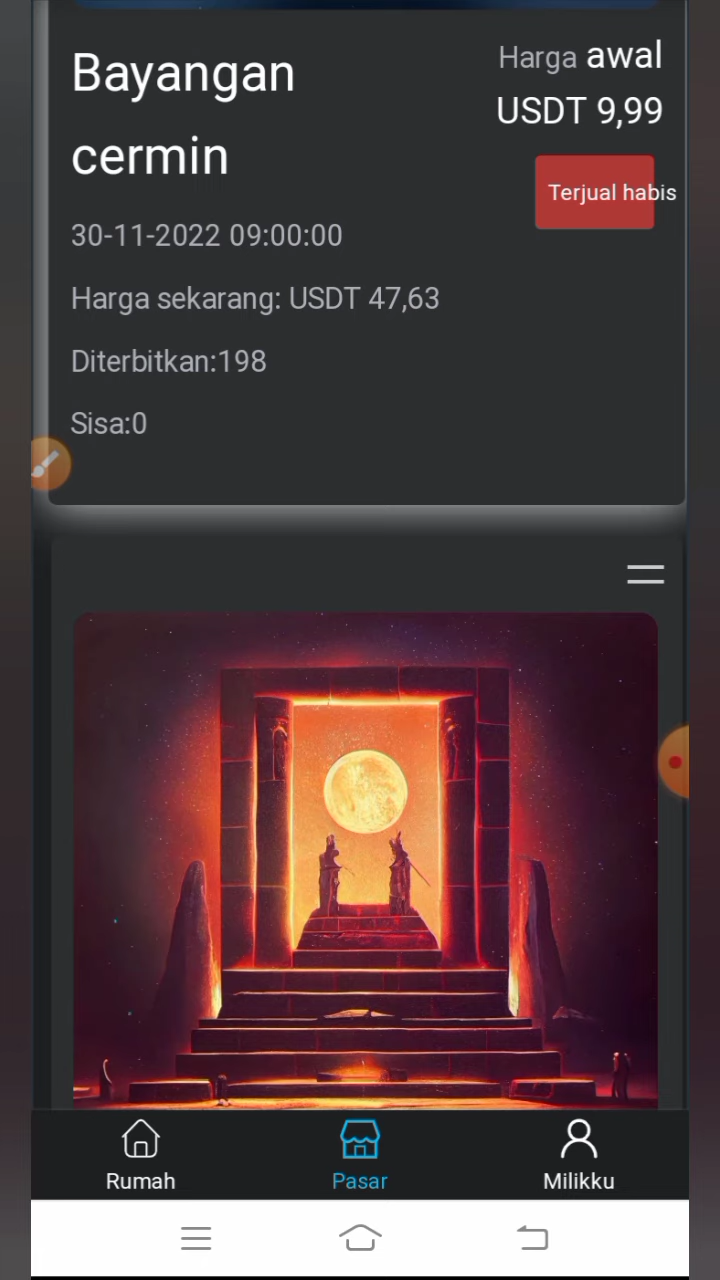 Bayangan
cermin
Harga awal
USDT 9,99
Terjual habis
30-11-2022 09:00:00
Harga sekarang: USDT 47,63
Diterbitkan:198
Sisa:0
Rumah
Pasar
Milikku